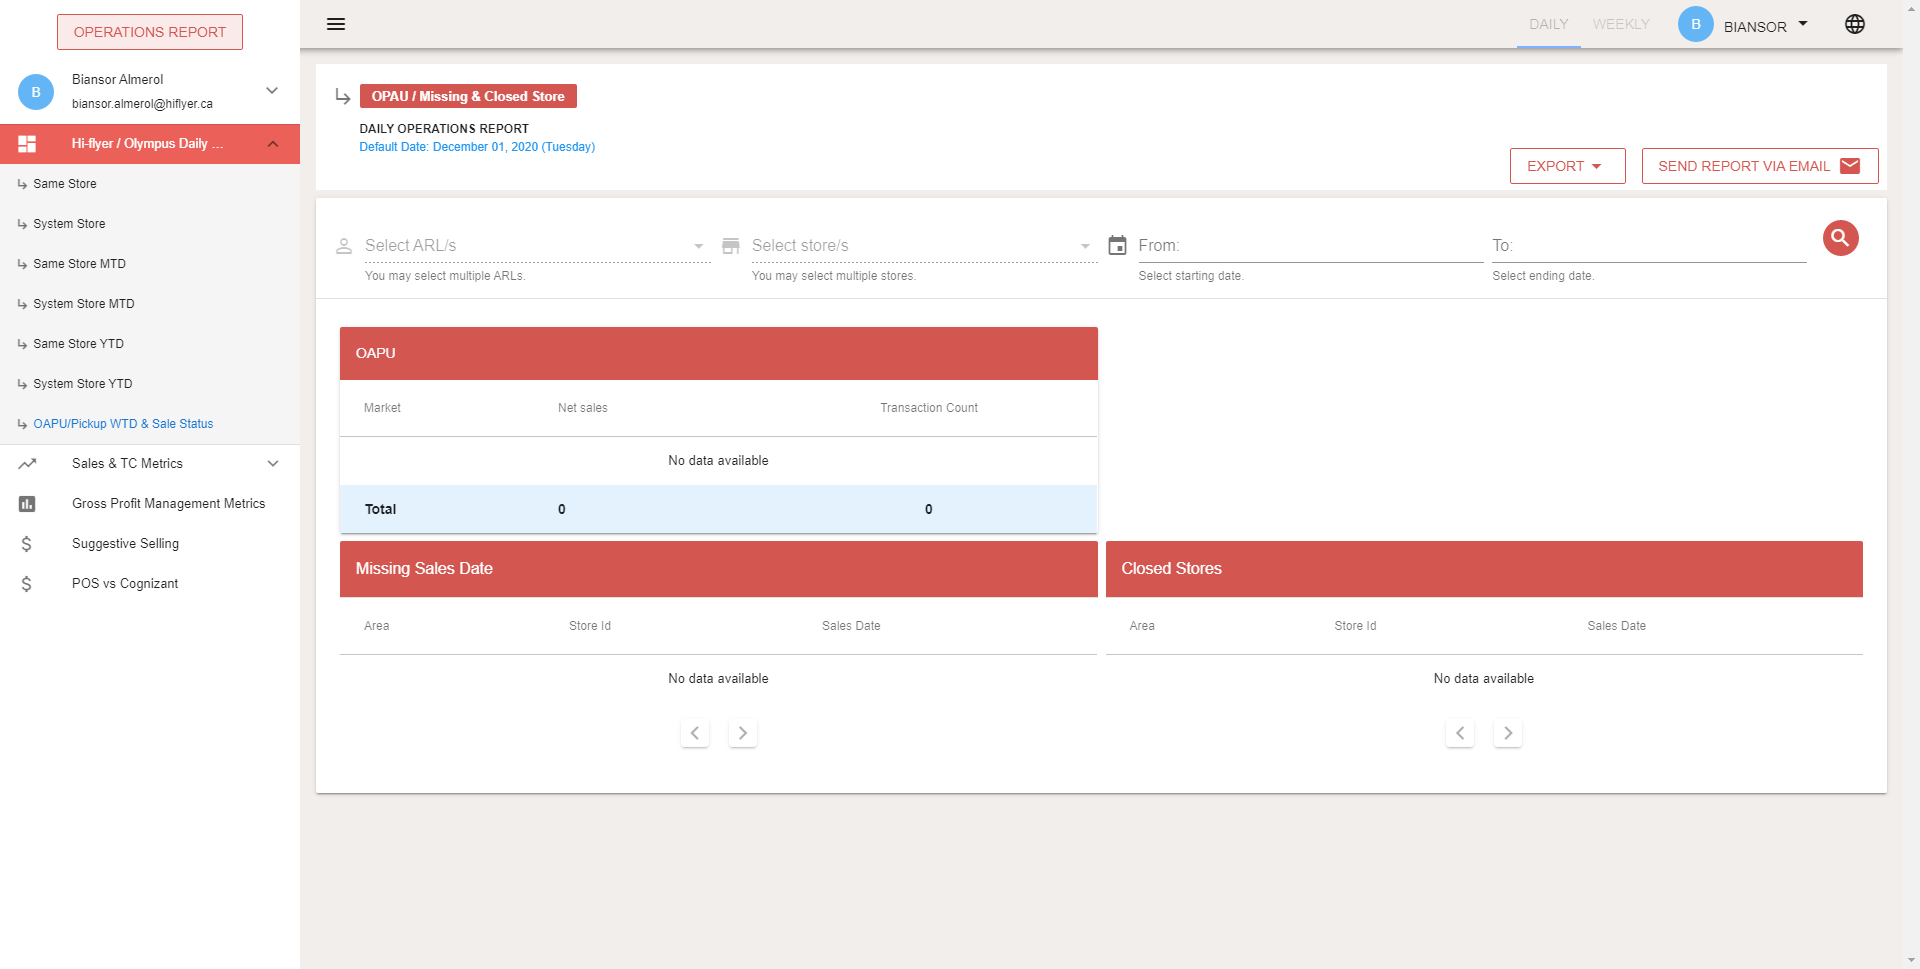 OPERATIONS REPORT
B
Biansor Almerol
biansor.almerol@hiflyer.ca
Hi-flyer / Olympus Daily ...
Same Store
System Store
Same Store MTD
System Store MTD
Same Store YTD
System Store YTD
OAPU/Pickup WTD & Sale Status
Sales & TC Metrics
Gross Profit Management Metrics
Suggestive Selling
POS vs Cognizant
DAILY WEEKLY B BIANSOR
OPAU / Missing & Closed Store
DAILY OPERATIONS REPORT
Default Date: December 01, 2020 (Tuesday)
EXPORT SEND REPORT VIA EMAIL
Select ARL/s Select store/s From: To:
You may select multiple ARLs. You may select multiple stores. Select starting date. Select ending date.
OAPU
Market Net sales Transaction Count
No data available
Total 0 0
Missing Sales Date
Area Store Id Sales Date
No data available
Closed Stores
Area Store Id Sales Date
No data available